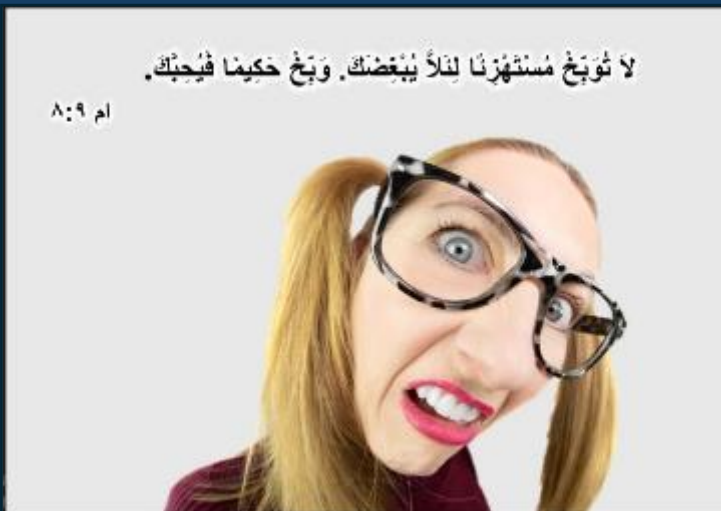 لاَ تُوَبِّخْ مُسْتَهْزِئًا لِئَلاَّ يُبْغِضَكَ. وَبِّخْ حَكِيمًا فَيُحِبَّكَ.
ام ٨:٩